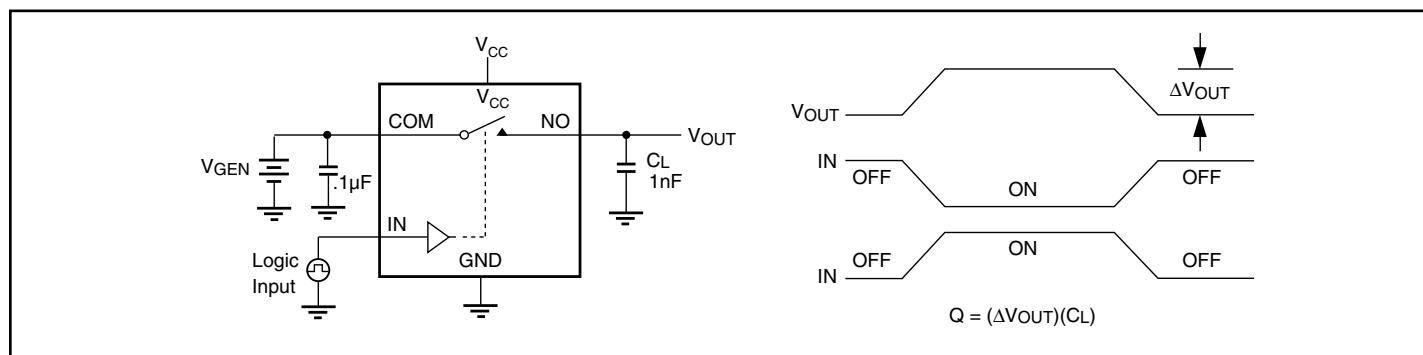 VCC
VCC
COM
NO
VOUT
VGEN
.1µF
CL
1nF
IN
GND
Logic
Input
VOUT
ΔVOUT
IN
OFF
ON
OFF
IN
OFF
ON
OFF
Q = (ΔVOUT)(CL)